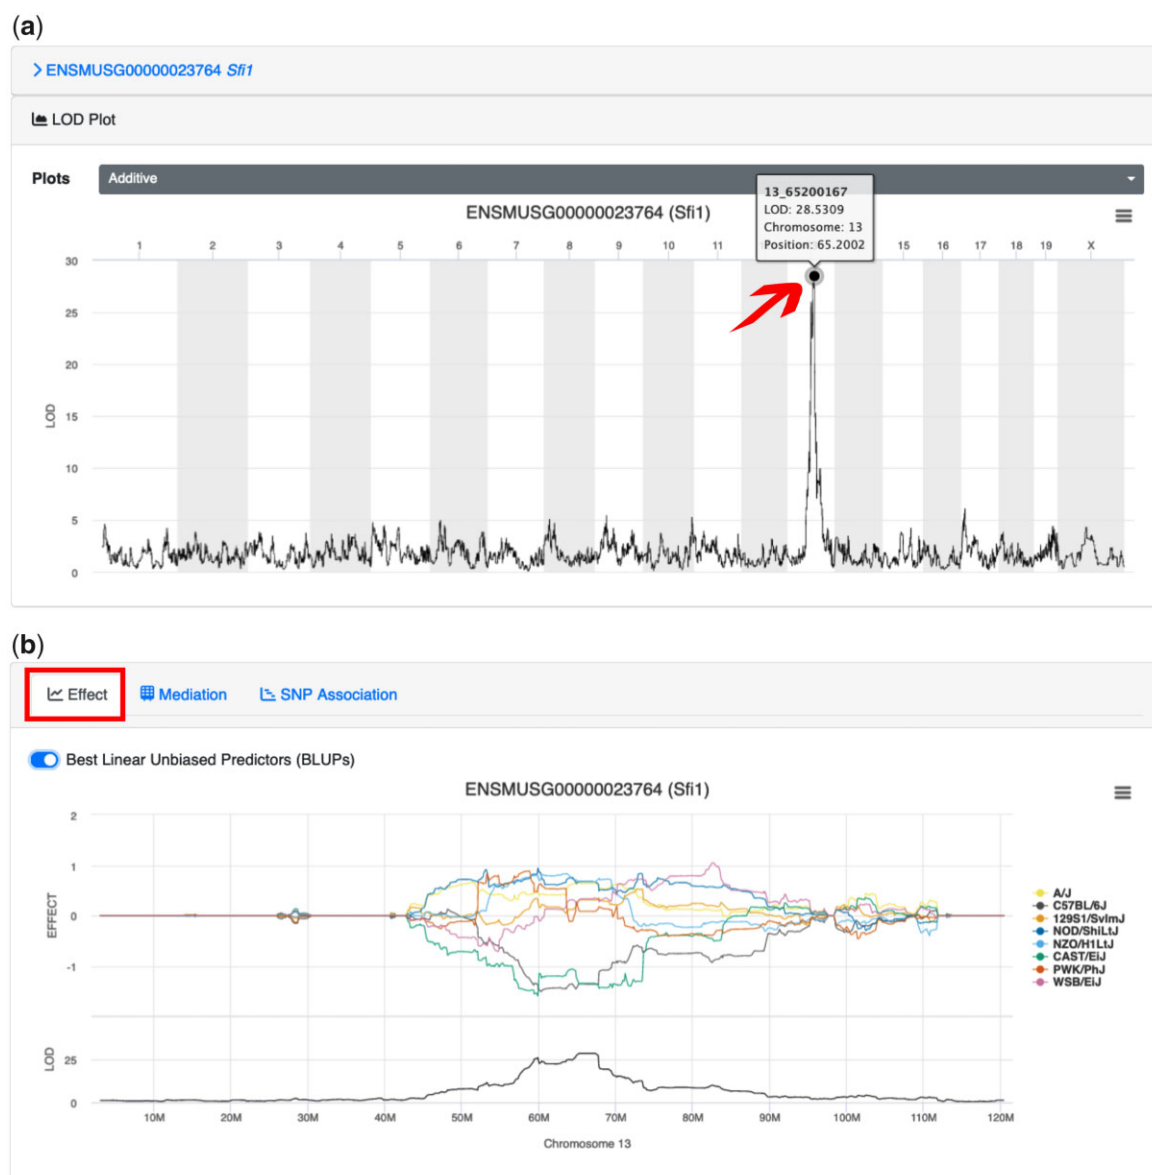 (a)
ENSMUSG00000023764 Sfi1
LOD Plot
Plots Additive
13_65200167
LOD: 28.5309
Chromosome: 13
Position: 65.2002
ENSMUSG00000023764 (Sfi1)
1 2 3 4 5 6 7 8 9 10 11 15 16 17 18 19 X
30
25
20
15
10
5
0
LOD
(b)
Effect Mediation SNP Association
Best Linear Unbiased Predictors (BLUPs)
ENSMUSG00000023764 (Sfi1)
2
1
0
-1
EFFECT
A/J
C57BL/6J
129S1/SvImJ
NOD/ShiLtJ
NZO/H1LtJ
CAST/EiJ
PWK/PhJ
WSB/EiJ
LOD
25
0
10M 20M 30M 40M 50M 60M 70M 80M 90M 100M 110M 120M
Chromosome 13